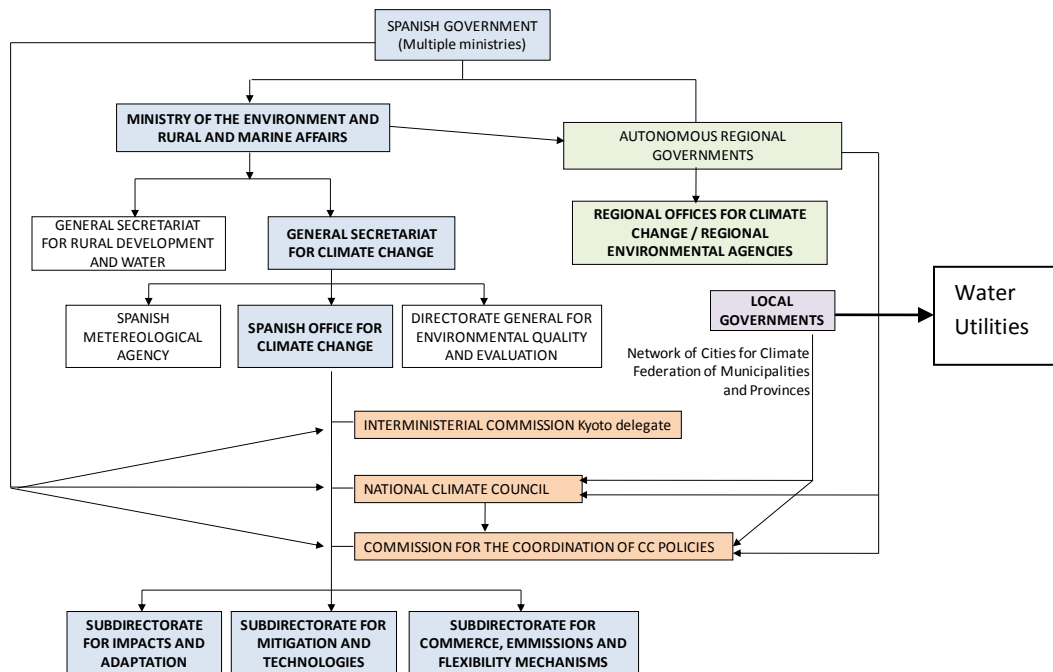 SPANISH GOVERNMENT
(Multiple ministries)
MINISTRY OF THE ENVIRONMENT AND
RURAL AND MARINE AFFAIRS
AUTONOMOUS REGIONAL
GOVERNMENTS
GENERAL SECRETARIAT
FOR RURAL DEVELOPMENT
AND WATER
GENERAL SECRETARIAT
FOR CLIMATE CHANGE
REGIONAL OFFICES FOR CLIMATE
CHANGE / REGIONAL
ENVIRONMENTAL AGENCIES
SPANISH
METEREOLOGICAL
AGENCY
SPANISH OFFICE FOR
CLIMATE CHANGE
DIRECTORATE GENERAL FOR
ENVIRONMENTAL QUALITY
AND EVALUATION
LOCAL
GOVERNMENTS
Water
Utilities
Network of Cities for Climate
Federation of Municipalities
and Provinces
INTERMINISTERIAL COMMISSION Kyoto delegate
NATIONAL CLIMATE COUNCIL
COMMISSION FOR THE COORDINATION OF CC POLICIES
SUBDIRECTORATE
FOR IMPACTS AND
ADAPTATION
SUBDIRECTORATE FOR
MITIGATION AND
TECHNOLOGIES
SUBDIRECTORATE FOR
COMMERCE, EMMISSIONS AND
FLEXIBILITY MECHANISMS